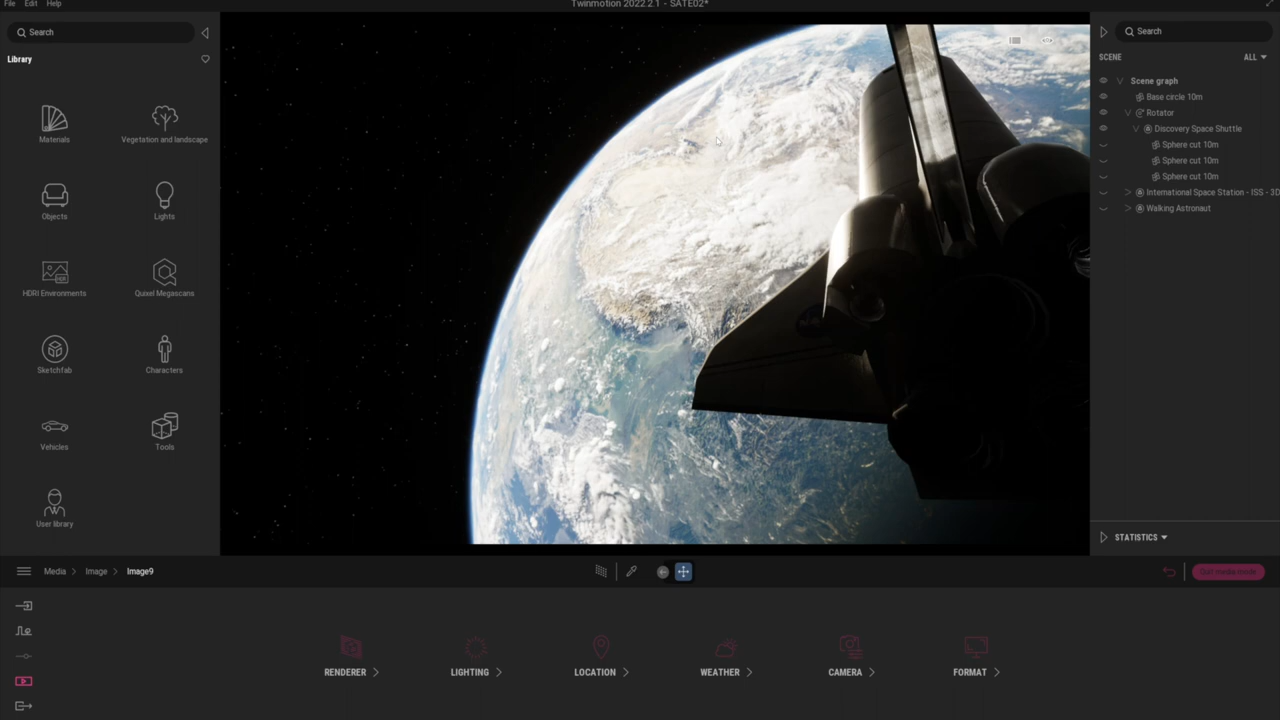 File Edit Help
Twinmotion 2022.2.1 - SATE02*
Search
Library
Materials
Vegetation and landscape
Objects
Lights
HDRI Environments
Quixel Megascans
Sketchfab
Characters
Vehicles
Tools
User library
Search
SCENE
ALL
Scene graph
Base circle 10m
Rotator
Discovery Space Shuttle
Sphere cut 10m
Sphere cut 10m
Sphere cut 10m
International Space Station - ISS - 3D
Walking Astronaut
STATISTICS
Media > Image > Image9
Quit media mode
RENDERER
LIGHTING
LOCATION
WEATHER
CAMERA
FORMAT